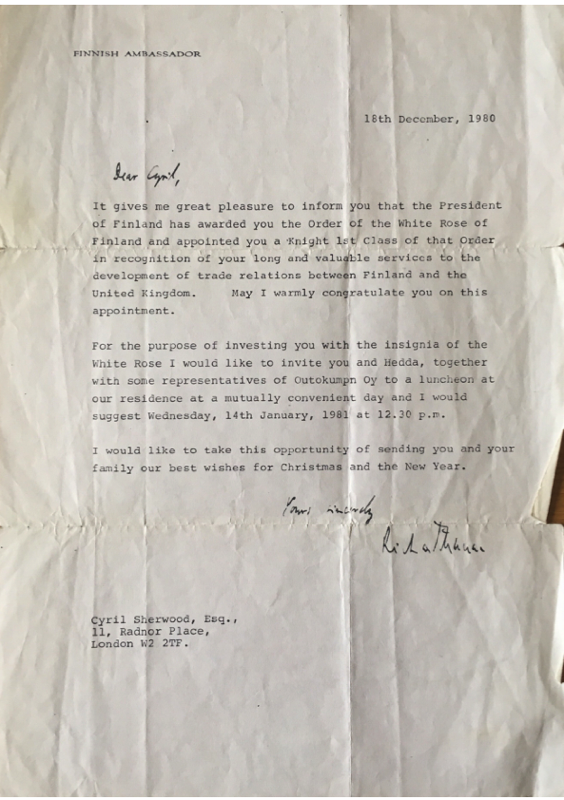 FINNISH AMBASSADOR
18th December, 1980
Dear Cyril,
It gives me great pleasure to inform you that the President
of Finland has awarded you the Order of the White Rose of
Finland and appointed you a Knight 1st Class of that Order
in recognition of your long and valuable services to the
development of trade relations between Finland and the
United Kingdom. May I warmly congratulate you on this
appointment.
For the purpose of investing you with the insignia of the
White Rose I would like to invite you and Hedda, together
with some representatives of Outokumpn Oy to a luncheon at
our residence at a mutually convenient day and I would
suggest Wednesday, 14th January, 1981 at 12.30 p.m.
I would like to take this opportunity of sending you and your
family our best wishes for Christmas and the New Year.
Yours sincerely
Cyril Sherwood, Esq.,
11, Radnor Place,
London W2 2TF.